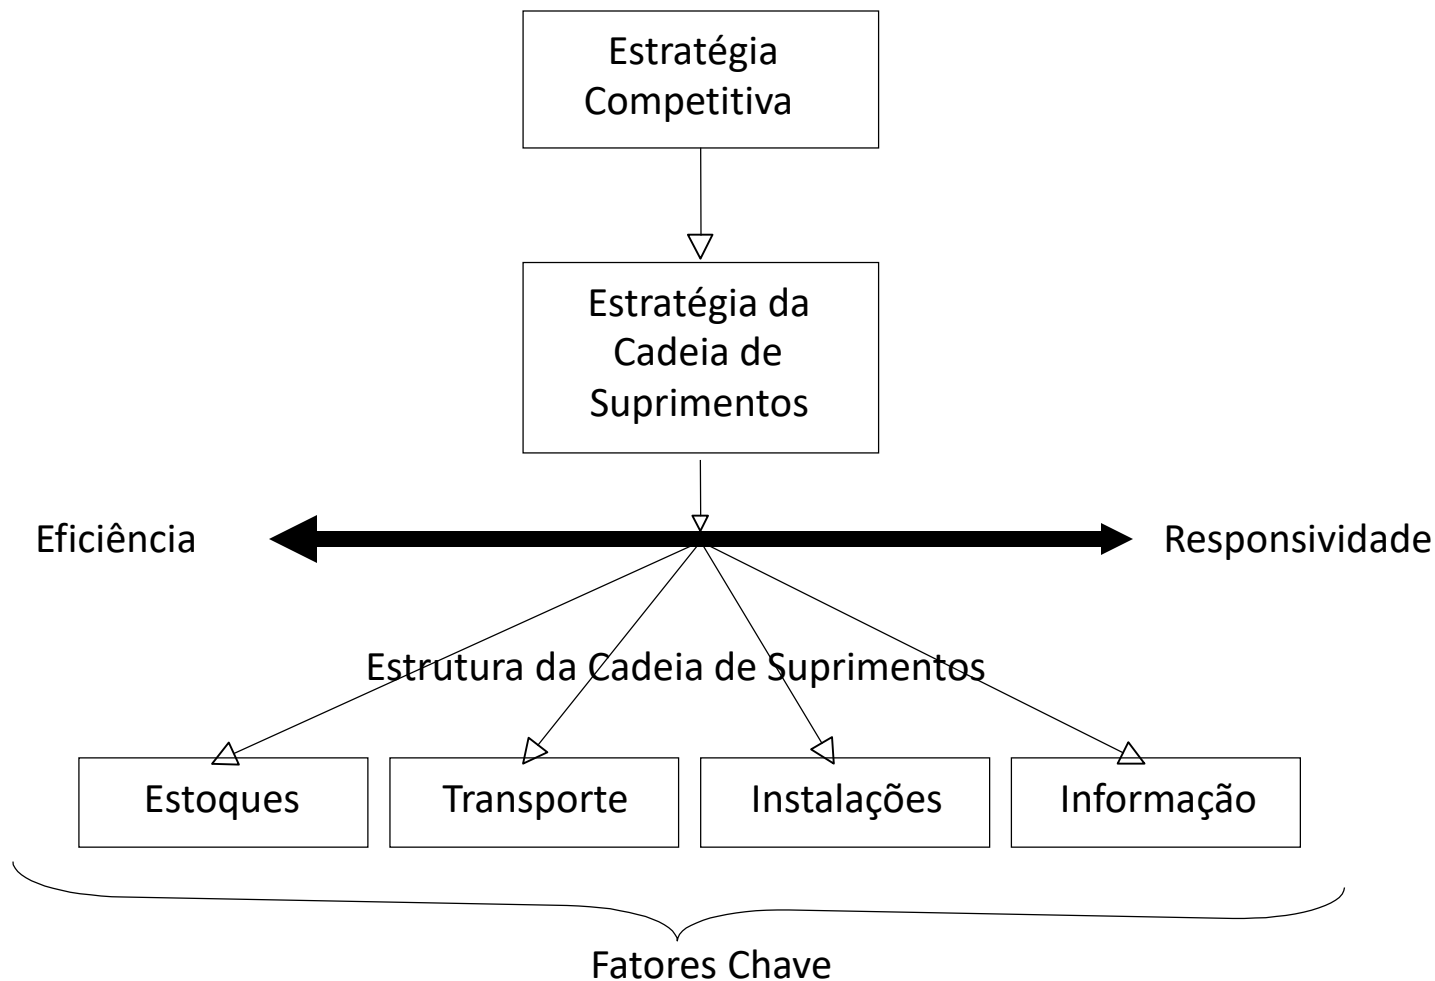 Estratégia
Competitiva
Estratégia da
Cadeia de
Suprimentos
Eficiência
Responsividade
Estrutura da Cadeia de Suprimentos
Estoques
Transporte
Instalações
Informação
Fatores Chave